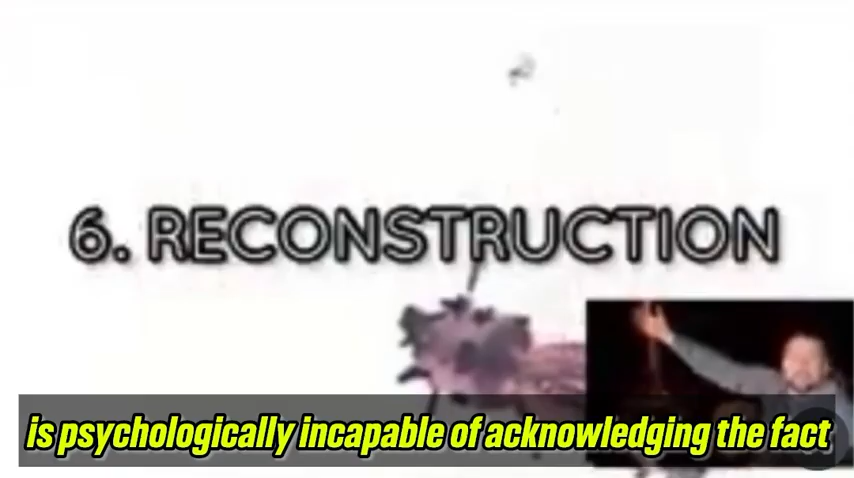 6. RECONSTRUCTION
is psychologically incapable of acknowledging the fact